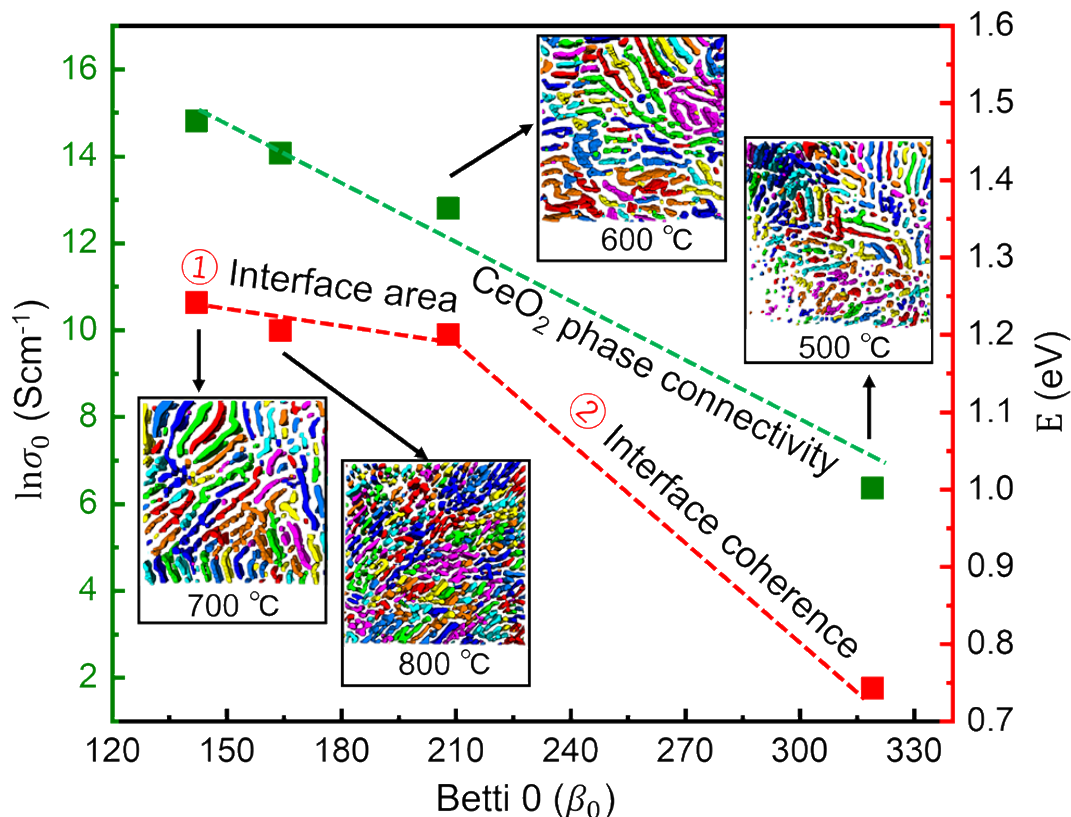 16
14
12
10
8
6
4
2
lnσ₀ (Scm⁻¹)
1.6
1.5
1.4
1.3
1.2
1.1
1.0
0.9
0.8
0.7
E (eV)
600 °C
500 °C
① Interface area
CeO₂ phase connectivity
② Interface coherence
700 °C
800 °C
120 150 180 210 240 270 300 330
Betti 0 (β₀)